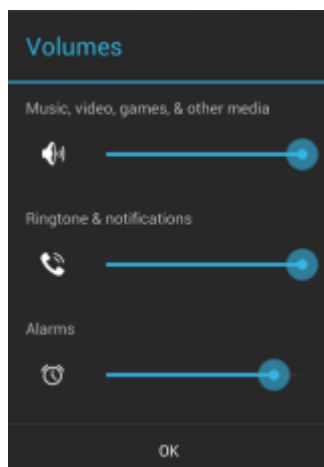 Volumes
Music, video, games, & other media
Ringtone & notifications
Alarms
OK